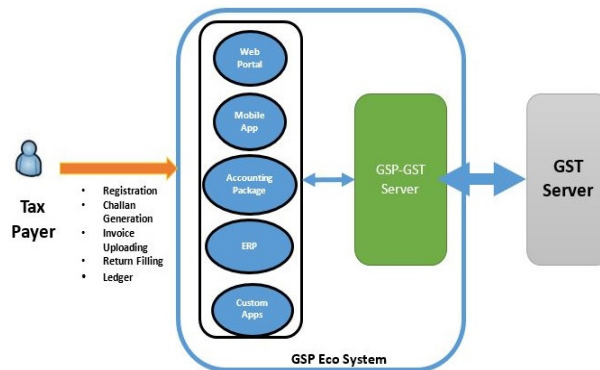 Web
Portal
Mobile
App
Accounting
Package
ERP
Custom
Apps
Tax
Payer
• Registration
• Challan
Generation
• Invoice
Uploading
• Return Filling
• Ledger
GSP-GST
Server
GST
Server
GSP Eco System